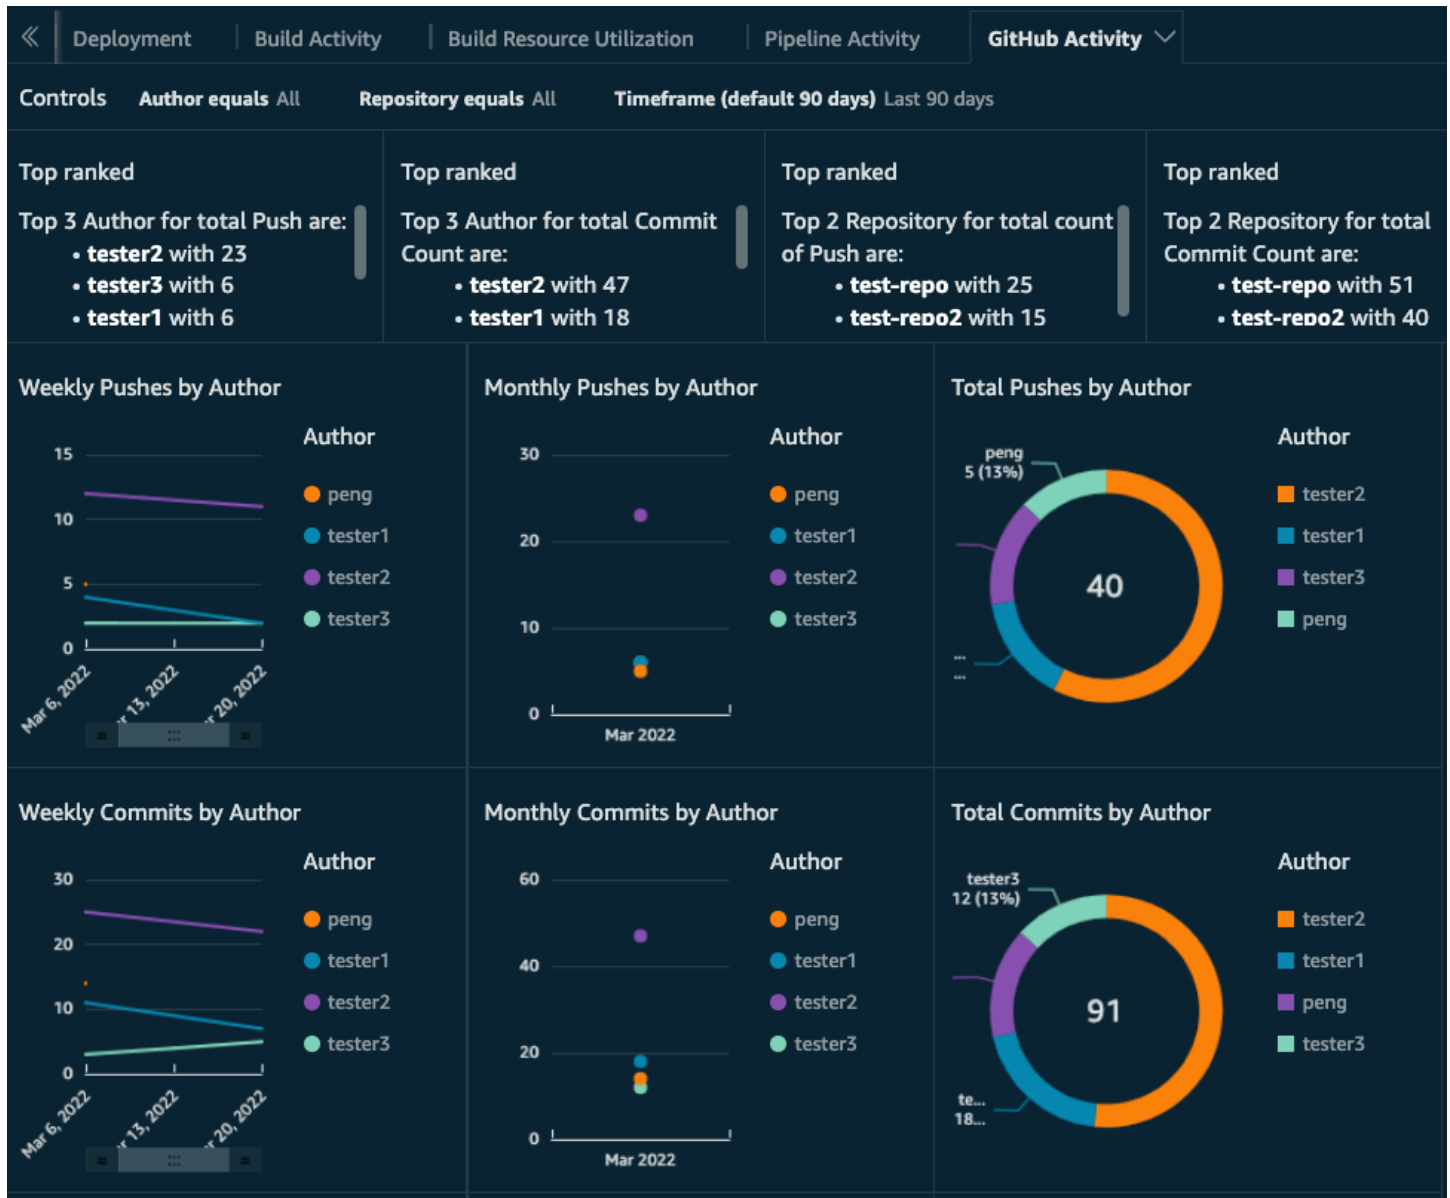 Deployment
Build Activity
Build Resource Utilization
Pipeline Activity
GitHub Activity
Controls
Author equals All
Repository equals All
Timeframe (default 90 days) Last 90 days
Top ranked
Top 3 Author for total Push are:
• tester2 with 23
• tester3 with 6
• tester1 with 6
Top ranked
Top 3 Author for total Commit
Count are:
• tester2 with 47
• tester1 with 18
Top ranked
Top 2 Repository for total count
of Push are:
• test-repo with 25
• test-repo2 with 15
Top ranked
Top 2 Repository for total
Commit Count are:
• test-repo with 51
• test-repo2 with 40
Weekly Pushes by Author
15
10
5
0
Mar 6, 2022
r 13, 2022
r 20, 2022
Author
peng
tester1
tester2
tester3
Monthly Pushes by Author
30
20
10
0
Mar 2022
Author
peng
tester1
tester2
tester3
Total Pushes by Author
peng
5 (13%)
...
...
40
Author
tester2
tester1
tester3
peng
Weekly Commits by Author
30
20
10
0
Mar 6, 2022
r 13, 2022
r 20, 2022
Author
peng
tester1
tester2
tester3
Monthly Commits by Author
60
40
20
0
Mar 2022
Author
peng
tester1
tester2
tester3
Total Commits by Author
tester3
12 (13%)
te...
18...
91
Author
tester2
tester1
peng
tester3